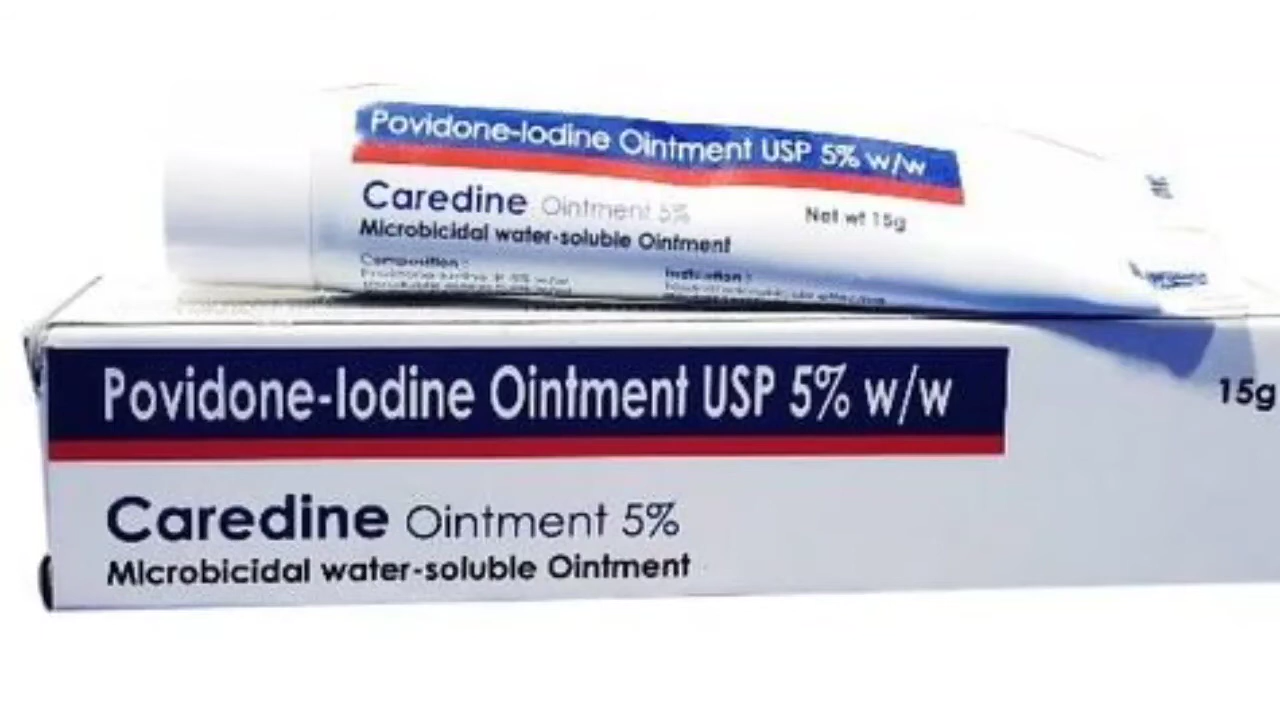 Povidone-Iodine Ointment USP 5% w/w
Caredine Ointment 5%
Net wt 15g
Microbicidal water-soluble Ointment
Composition :
Povidone-IoDine Ointment USP 5% w/w
15g
Caredine Ointment 5%
Microbicidal water-soluble Ointment